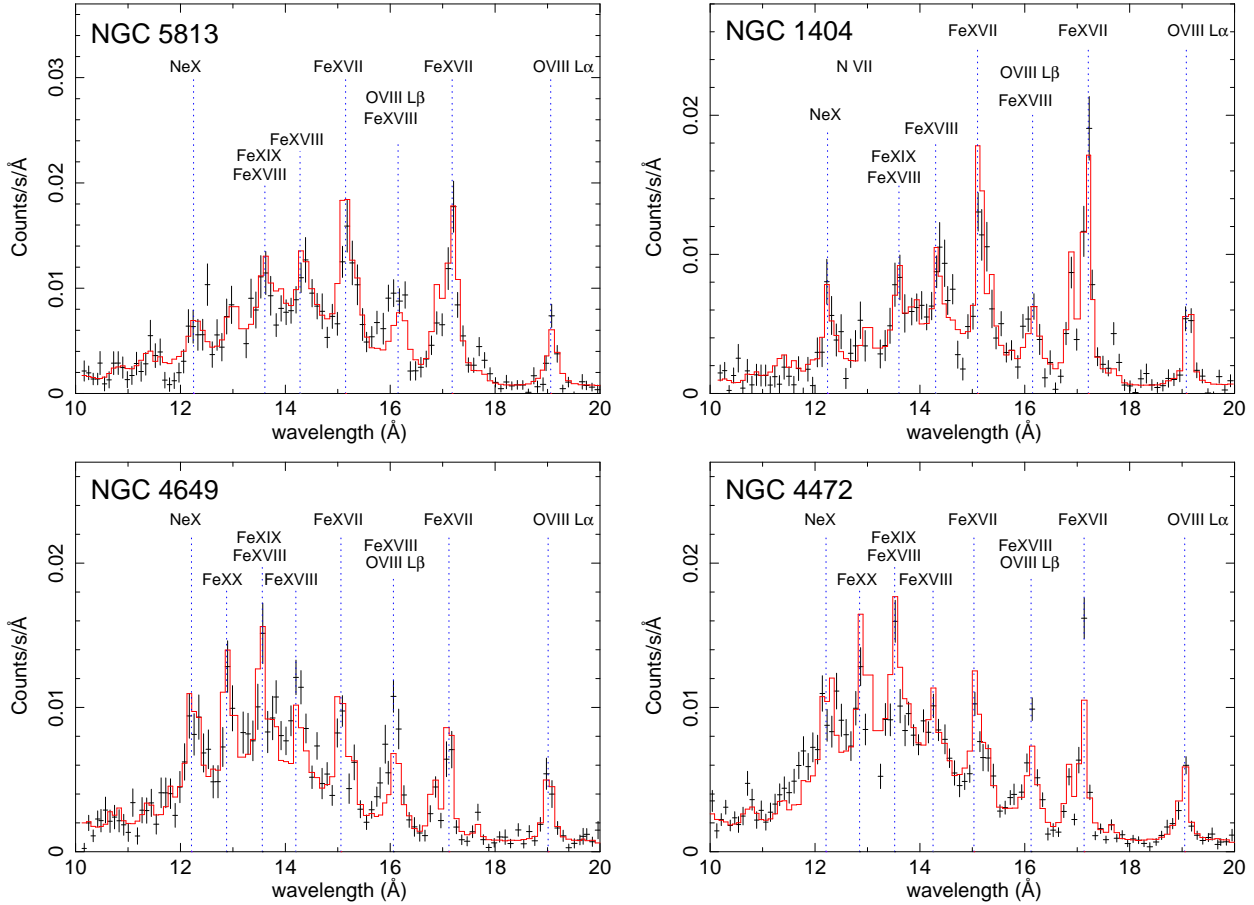 NGC 5813
NeX
FeXVII
FeXVII
OVIII Lα
OVIII Lβ
FeXVIII
FeXVIII
FeXIX
FeXVIII
Counts/s/Å
0
0.01
0.02
0.03
10
12
14
16
18
20
wavelength (Å)
NGC 1404
FeXVII
FeXVII
OVIII Lα
N VII
OVIII Lβ
FeXVIII
NeX
FeXVIII
FeXIX
FeXVIII
Counts/s/Å
0
0.01
0.02
10
12
14
16
18
20
wavelength (Å)
NGC 4649
NeX
FeXVII
FeXVII
OVIII Lα
FeXIX
FeXVIII
FeXVIII
OVIII Lβ
FeXX
FeXVIII
Counts/s/Å
0
0.01
0.02
10
12
14
16
18
20
wavelength (Å)
NGC 4472
NeX
FeXVII
FeXVII
OVIII Lα
FeXIX
FeXVIII
FeXVIII
OVIII Lβ
FeXX
FeXVIII
Counts/s/Å
0
0.01
0.02
10
12
14
16
18
20
wavelength (Å)